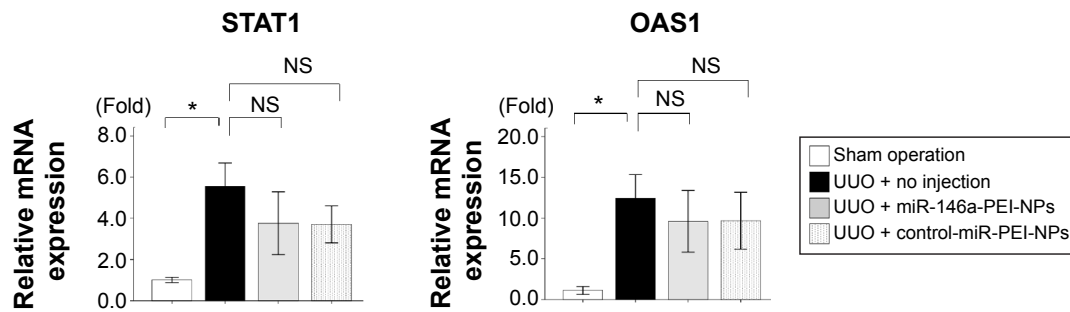 STAT1
NS
(Fold)
*
NS
8.0
6.0
4.0
2.0
0.0
Relative mRNA
expression
OAS1
NS
(Fold)
*
NS
20.0
15.0
10.0
5.0
0.0
Relative mRNA
expression
Sham operation
UUO + no injection
UUO + miR-146a-PEI-NPs
UUO + control-miR-PEI-NPs